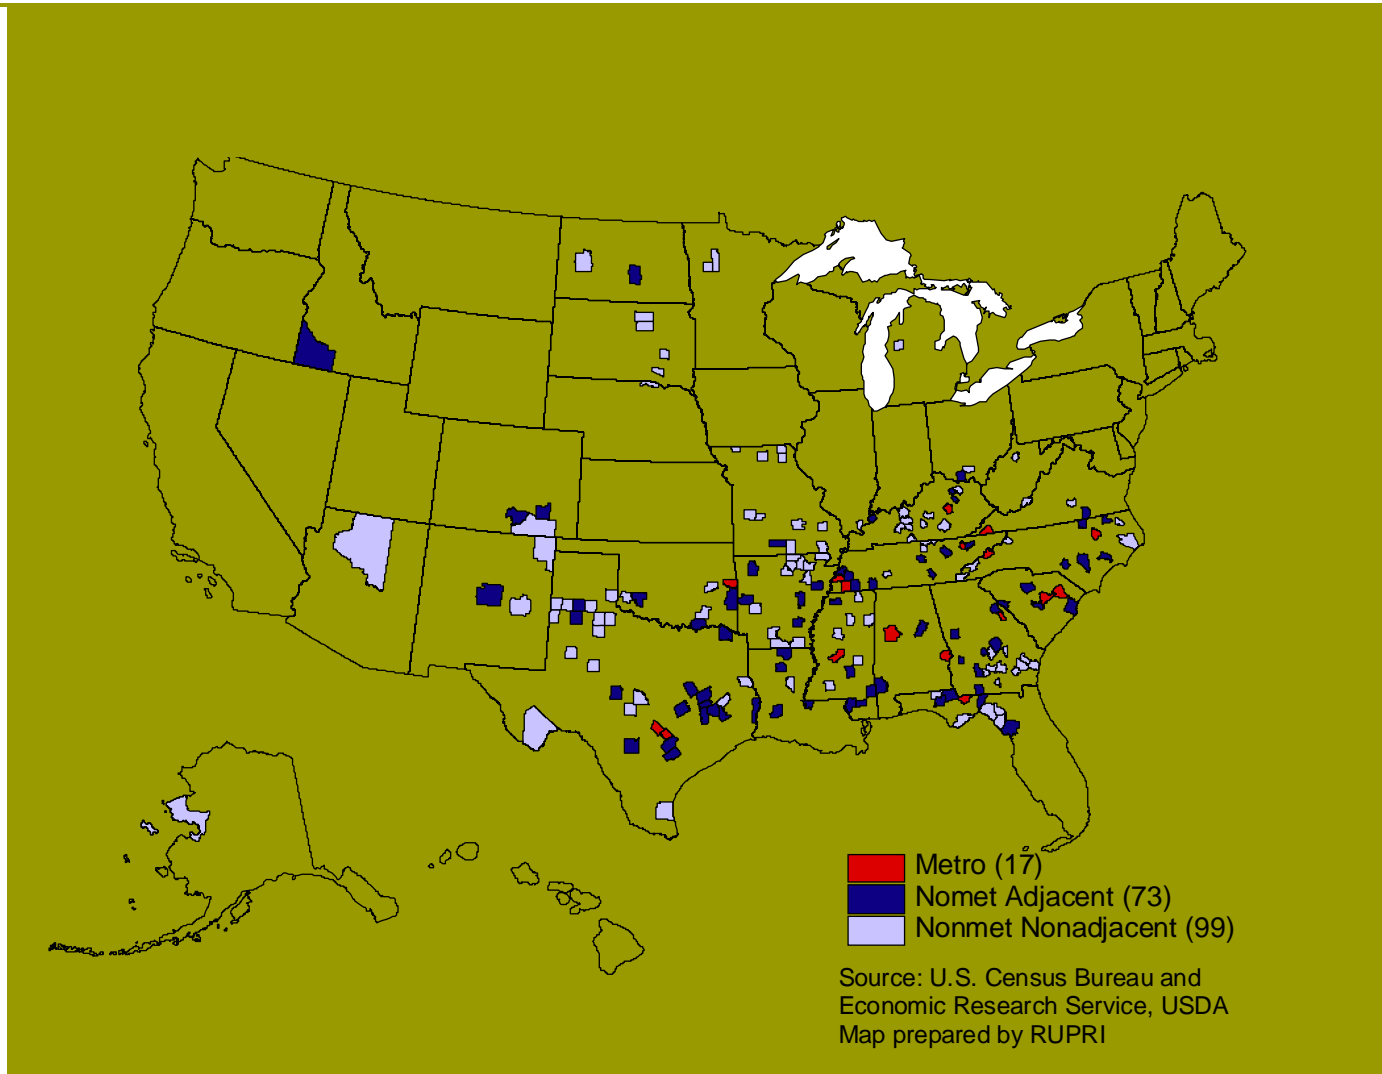 Metro (17)
Nomet Adjacent (73)
Nonmet Nonadjacent (99)
Source: U.S. Census Bureau and
Economic Research Service, USDA
Map prepared by RUPRI